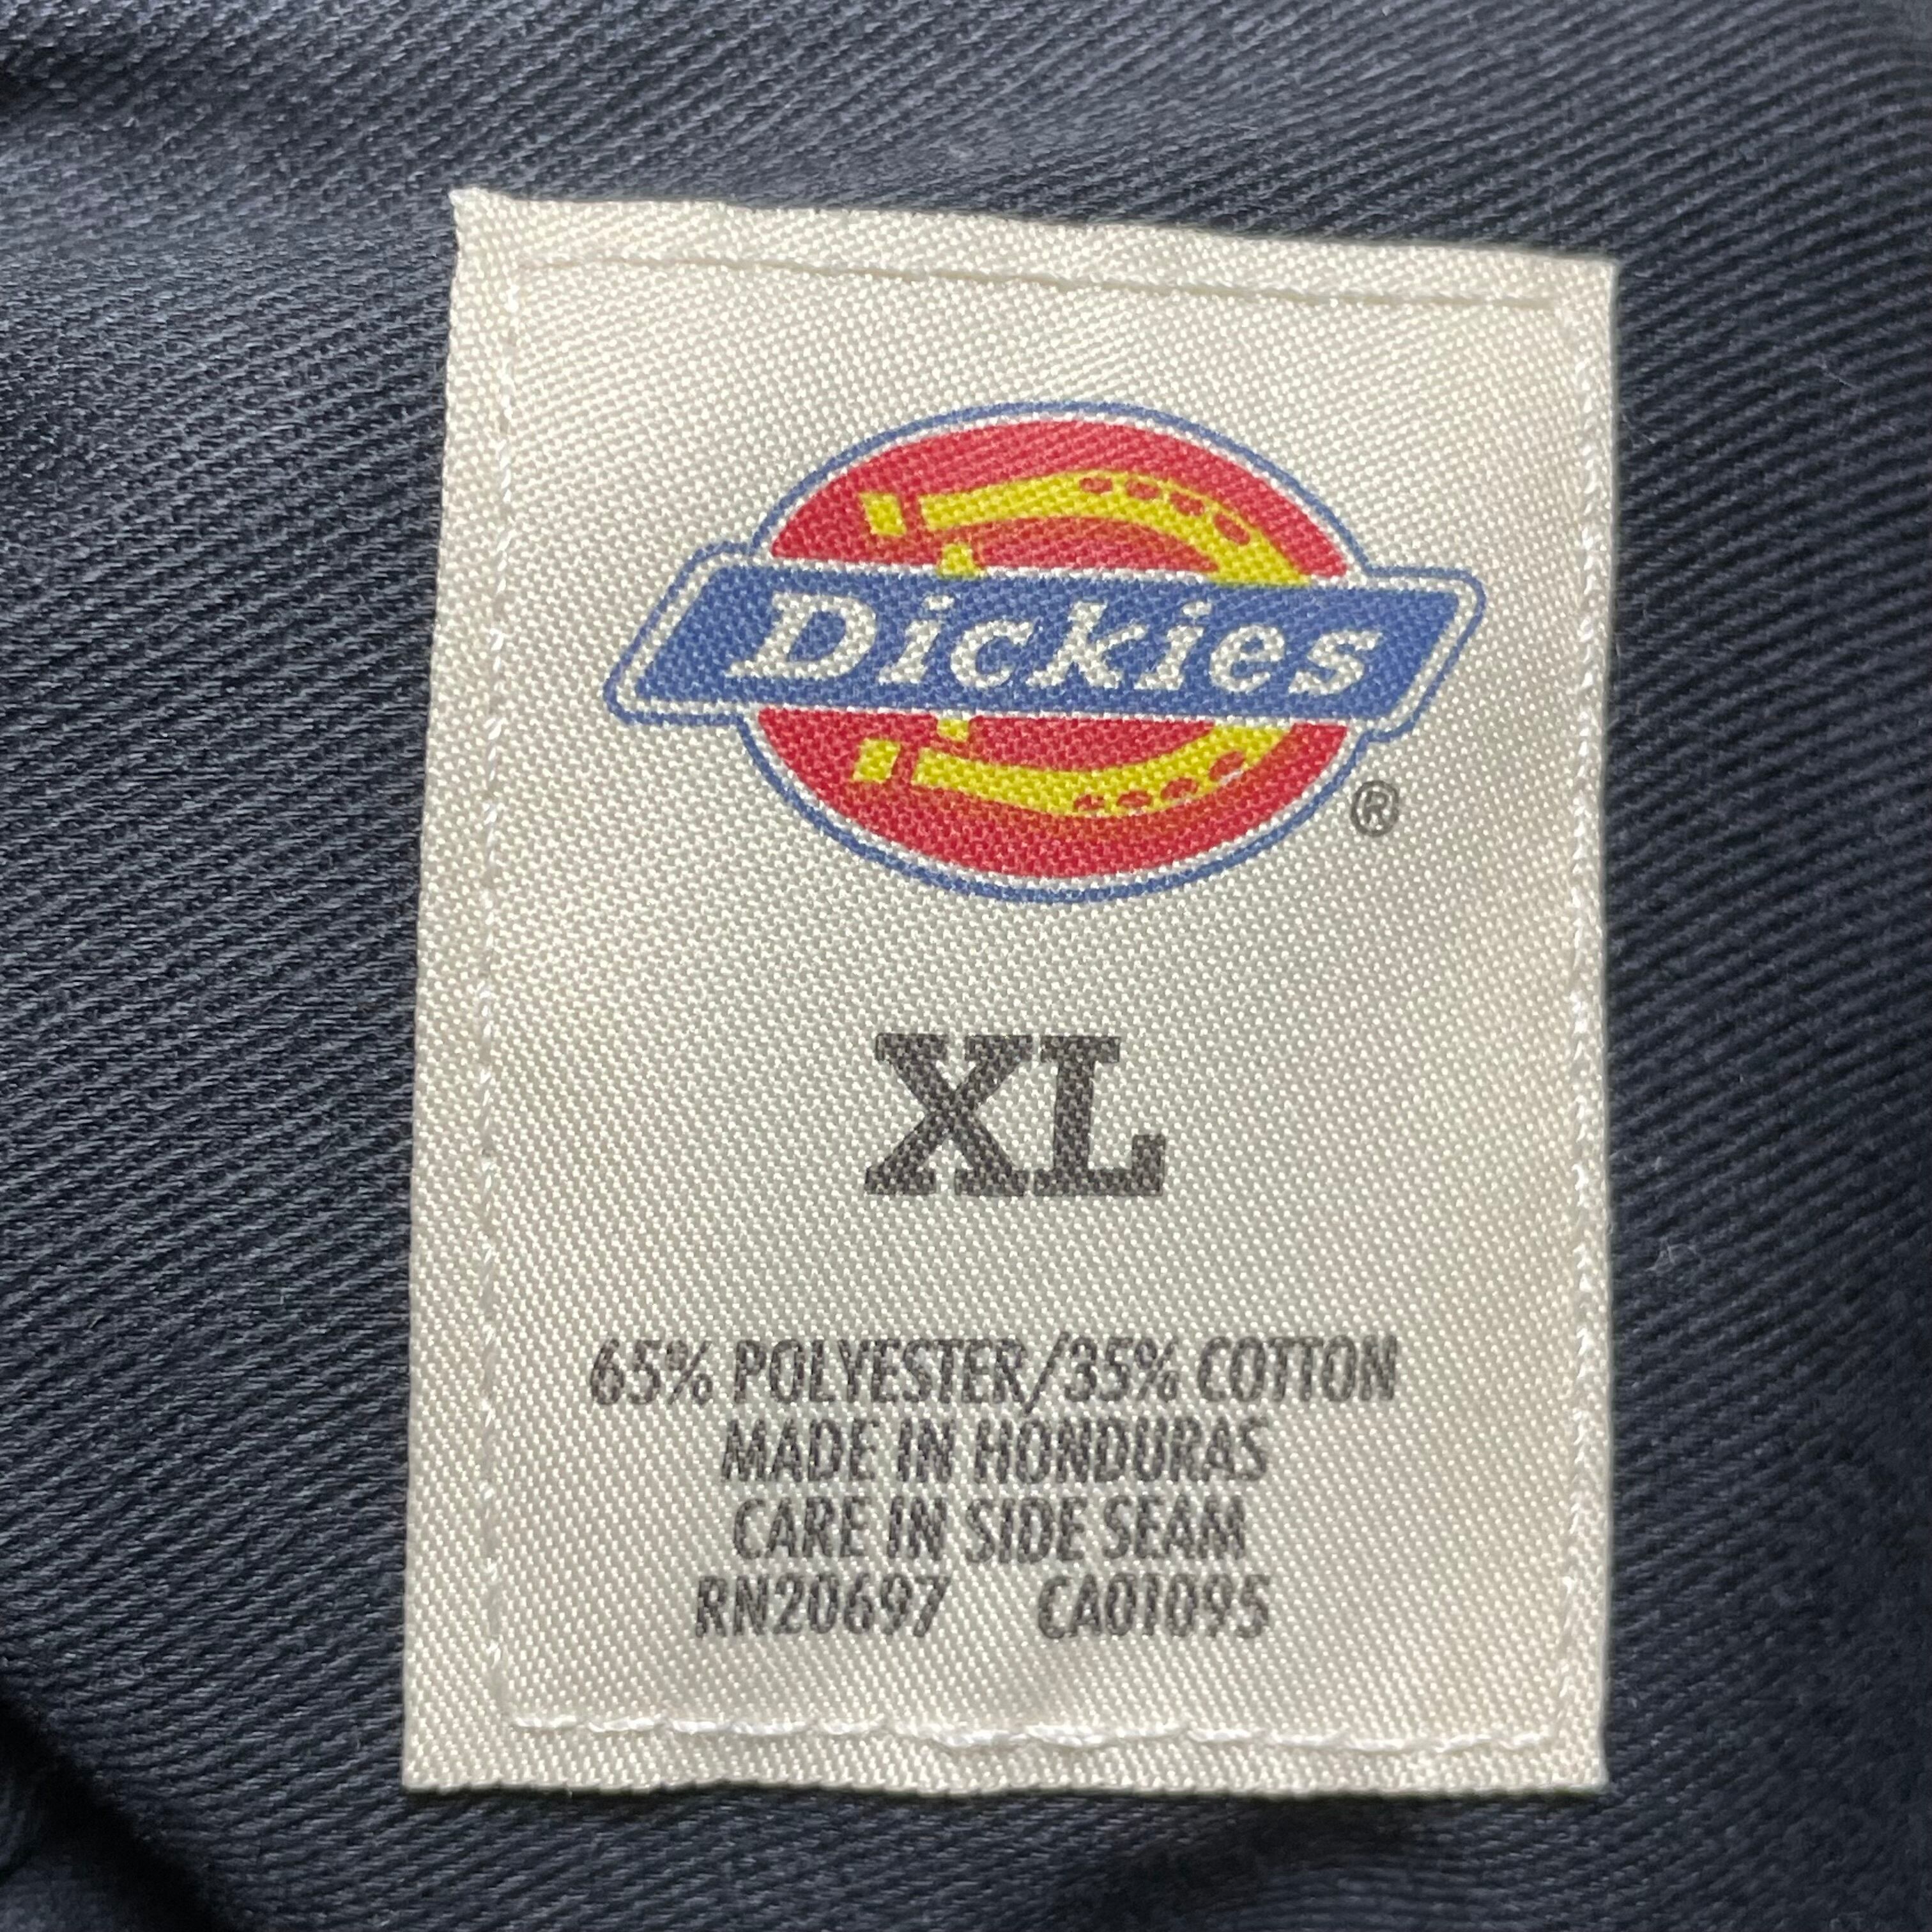 Dickies
®
XL
65% POLYESTER/35% COTTON
MADE IN HONDURAS
CARE IN SIDE SEAM
RN20697 CA01095